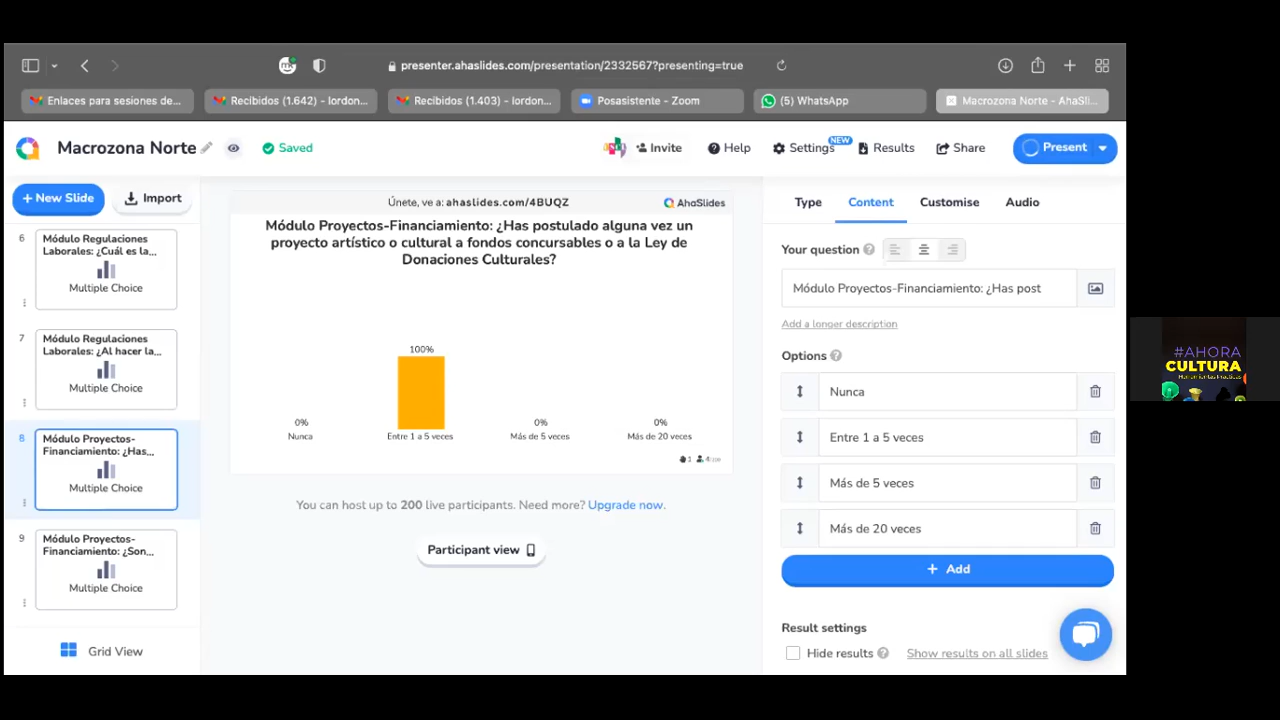 presenter.ahaslides.com/presentation/2332567?presenting=true
Enlaces para sesiones de...
Recibidos (1.642) - lordon...
Recibidos (1.403) - lordon...
Posasistente - Zoom
(5) WhatsApp
Macrozona Norte - AhaSli...
Macrozona Norte
Saved
Invite
Help
Settings
NEW
Results
Share
Present
+ New Slide
Import
6
Módulo Regulaciones
Laborales: ¿Cuál es la...
Multiple Choice
7
Módulo Regulaciones
Laborales: ¿Al hacer la...
Multiple Choice
8
Módulo Proyectos-
Financiamiento: ¿Has...
Multiple Choice
9
Módulo Proyectos-
Financiamiento: ¿Son...
Multiple Choice
Grid View
Únete, ve a: ahaslides.com/4BUQZ
AhaSlides
Módulo Proyectos-Financiamiento: ¿Has postulado alguna vez un
proyecto artístico o cultural a fondos concursables o a la Ley de
Donaciones Culturales?
100%
0%
0%
0%
Nunca
Entre 1 a 5 veces
Más de 5 veces
Más de 20 veces
1
You can host up to 200 live participants. Need more? Upgrade now.
Participant view
Type
Content
Customise
Audio
Your question
Módulo Proyectos-Financiamiento: ¿Has post
Add a longer description
Options
Nunca
Entre 1 a 5 veces
Más de 5 veces
Más de 20 veces
+ Add
Result settings
Hide results
Show results on all slides
#AHORA
CULTURA
Herramientas Prácticas